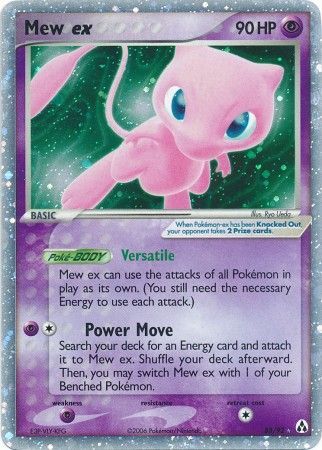 Mew ex 90 HP
BASIC
Illus. Ryo Ueda
When Pokémon-ex has been Knocked Out,
your opponent takes 2 Prize cards.
Poké-BODY Versatile
Mew ex can use the attacks of all Pokémon in
play as its own. (You still need the necessary
Energy to use each attack.)
Power Move
Search your deck for an Energy card and attach
it to Mew ex. Shuffle your deck afterward.
Then, you may switch Mew ex with 1 of your
Benched Pokémon.
weakness resistance retreat cost
©2006 Pokémon/Nintendo
88/92